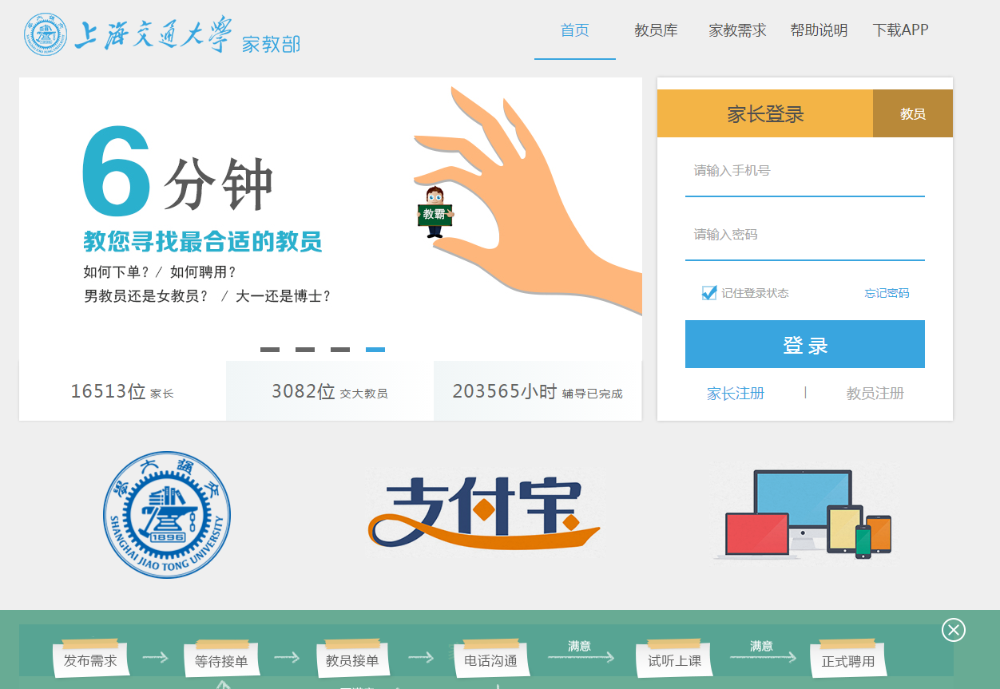 上海交通大學 家教部
首页 教员库 家教需求 帮助说明 下载APP
6分钟
教您寻找最合适的教员
如何下单？/ 如何聘用？
男教员还是女教员？ / 大一还是博士？
教霸
16513位 家长
3082位 交大教员
203565小时 辅导已完成
家长登录 教员
请输入手机号
请输入密码
记住登录状态 忘记密码
登 录
家长注册 | 教员注册
1896
SHANGHAI JIAO TONG UNIVERSITY
支付宝
满意 满意
发布需求 等待接单 教员接单 电话沟通 试听上课 正式聘用